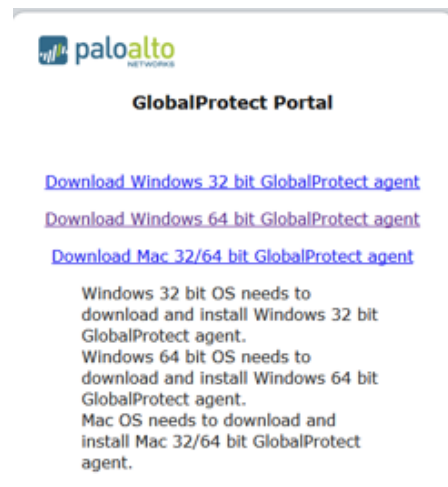 paloalto
NETWORKS
GlobalProtect Portal
Download Windows 32 bit GlobalProtect agent
Download Windows 64 bit GlobalProtect agent
Download Mac 32/64 bit GlobalProtect agent
Windows 32 bit OS needs to
download and install Windows 32 bit
GlobalProtect agent.
Windows 64 bit OS needs to
download and install Windows 64 bit
GlobalProtect agent.
Mac OS needs to download and
install Mac 32/64 bit GlobalProtect
agent.